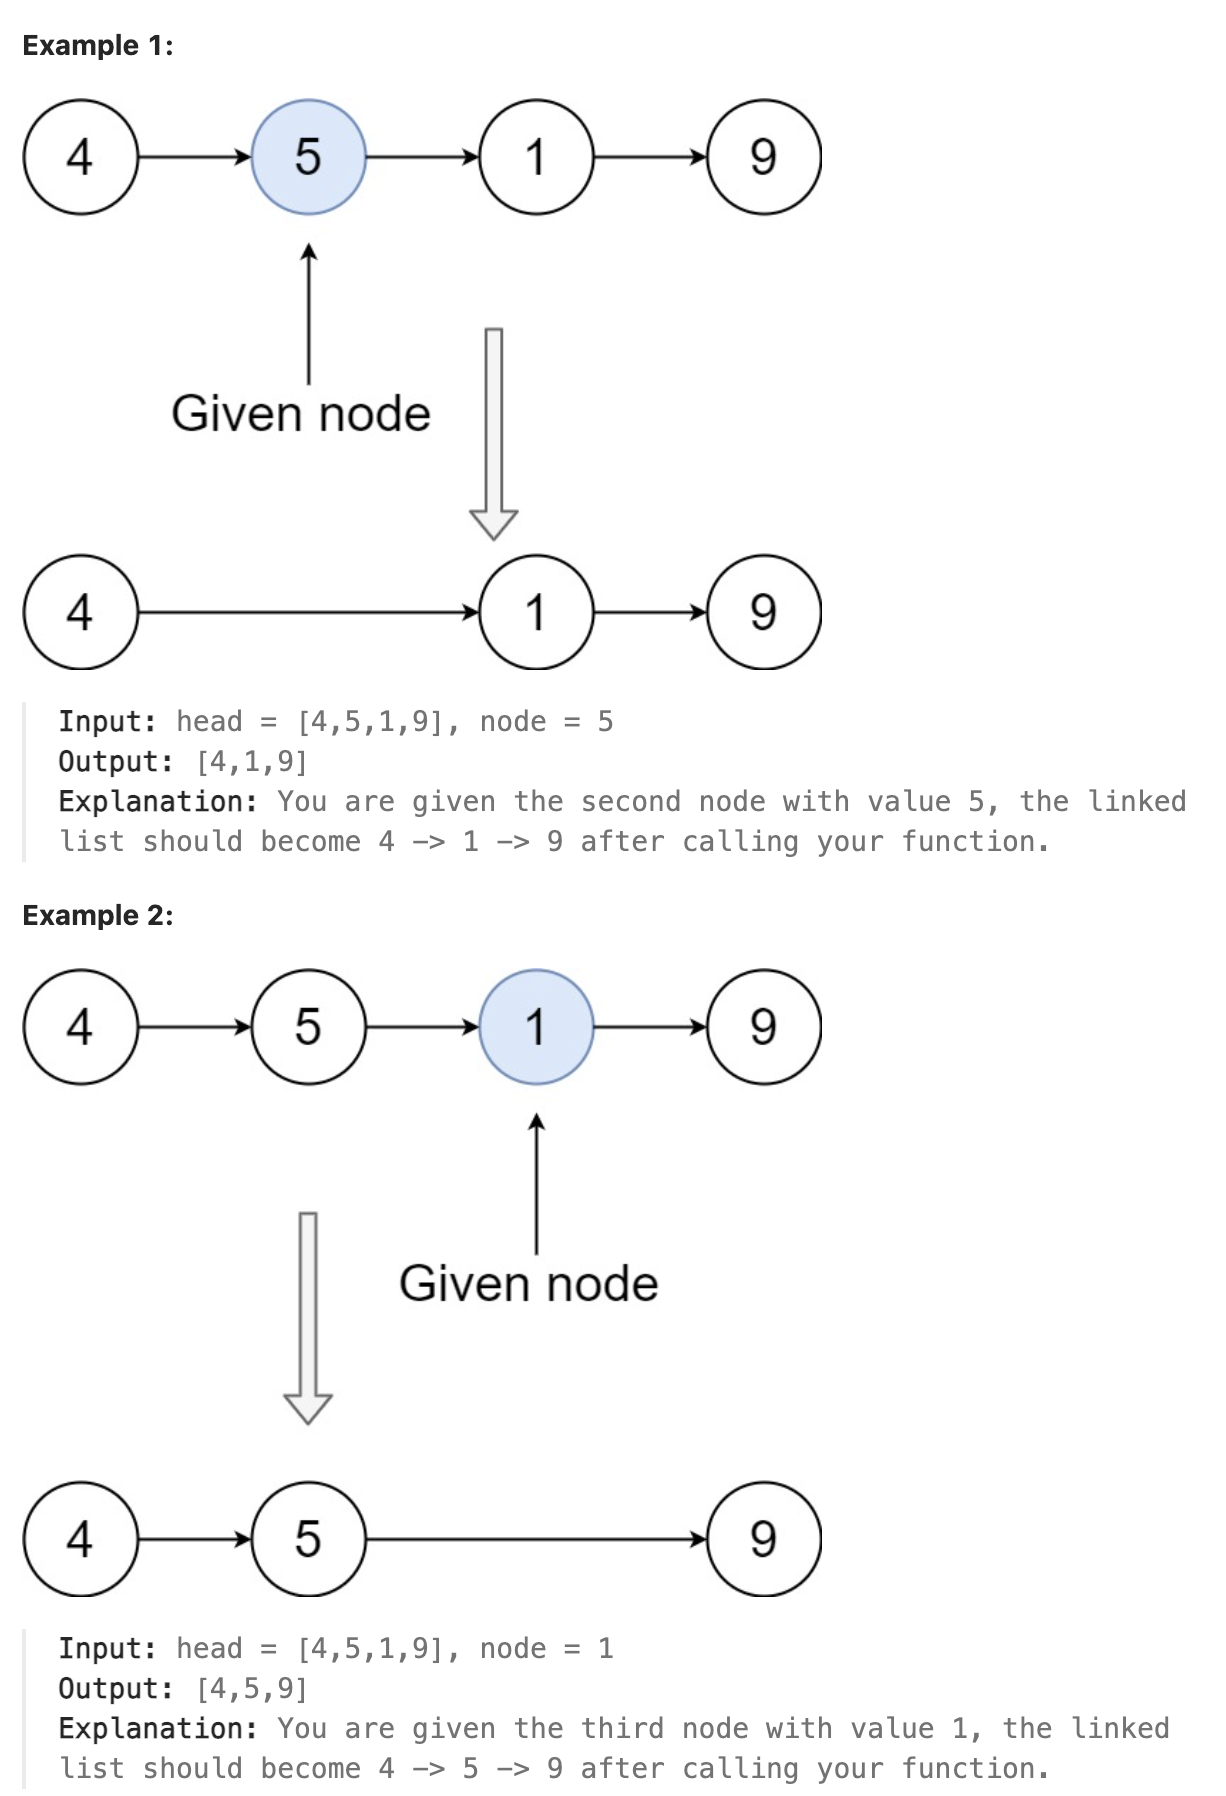 Example 1:
4 5 1 9
Given node
4 1 9
Input: head = [4,5,1,9], node = 5
Output: [4,1,9]
Explanation: You are given the second node with value 5, the linked
list should become 4 -> 1 -> 9 after calling your function.
Example 2:
4 5 1 9
Given node
4 5 9
Input: head = [4,5,1,9], node = 1
Output: [4,5,9]
Explanation: You are given the third node with value 1, the linked
list should become 4 -> 5 -> 9 after calling your function.